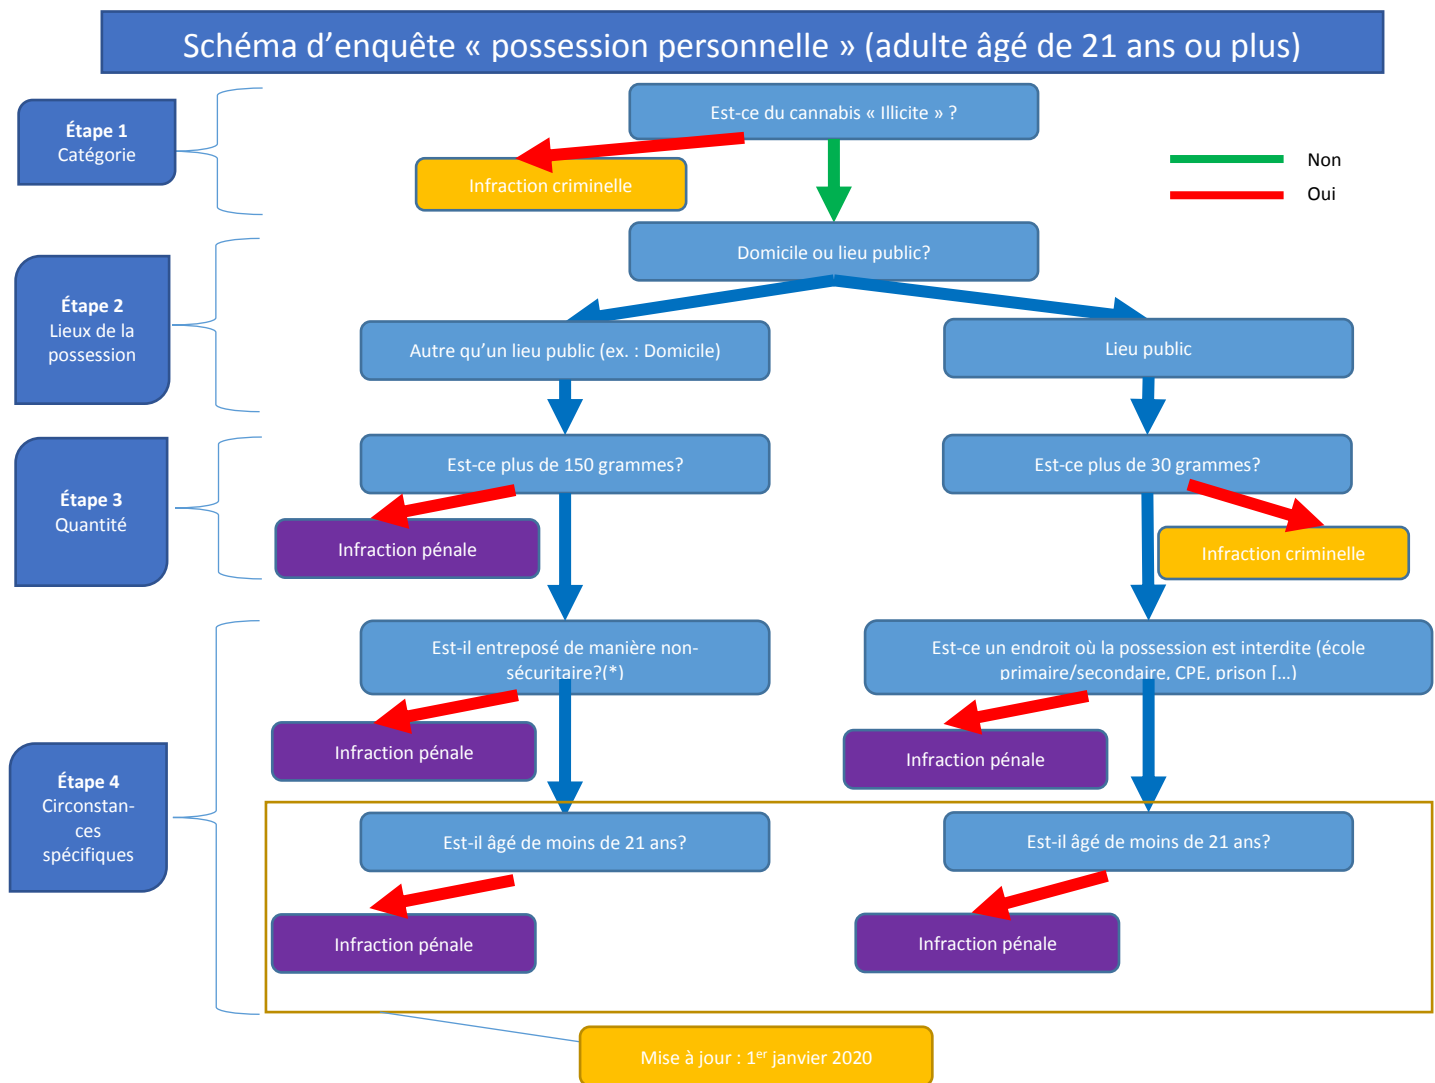 Schéma d’enquête « possession personnelle » (adulte âgé de 21 ans ou plus)
Étape 1
Catégorie
Est-ce du cannabis « Illicite » ?
Infraction criminelle
Non
Oui
Étape 2
Lieux de la
possession
Domicile ou lieu public?
Autre qu’un lieu public (ex. : Domicile)
Lieu public
Étape 3
Quantité
Est-ce plus de 150 grammes?
Est-ce plus de 30 grammes?
Infraction pénale
Infraction criminelle
Étape 4
Circonstan-
ces
spécifiques
Est-il entreposé de manière non-
sécuritaire?(*)
Est-ce un endroit où la possession est interdite (école
primaire/secondaire, CPE, prison […)
Infraction pénale
Infraction pénale
Est-il âgé de moins de 21 ans?
Est-il âgé de moins de 21 ans?
Infraction pénale
Infraction pénale
Mise à jour : 1er janvier 2020